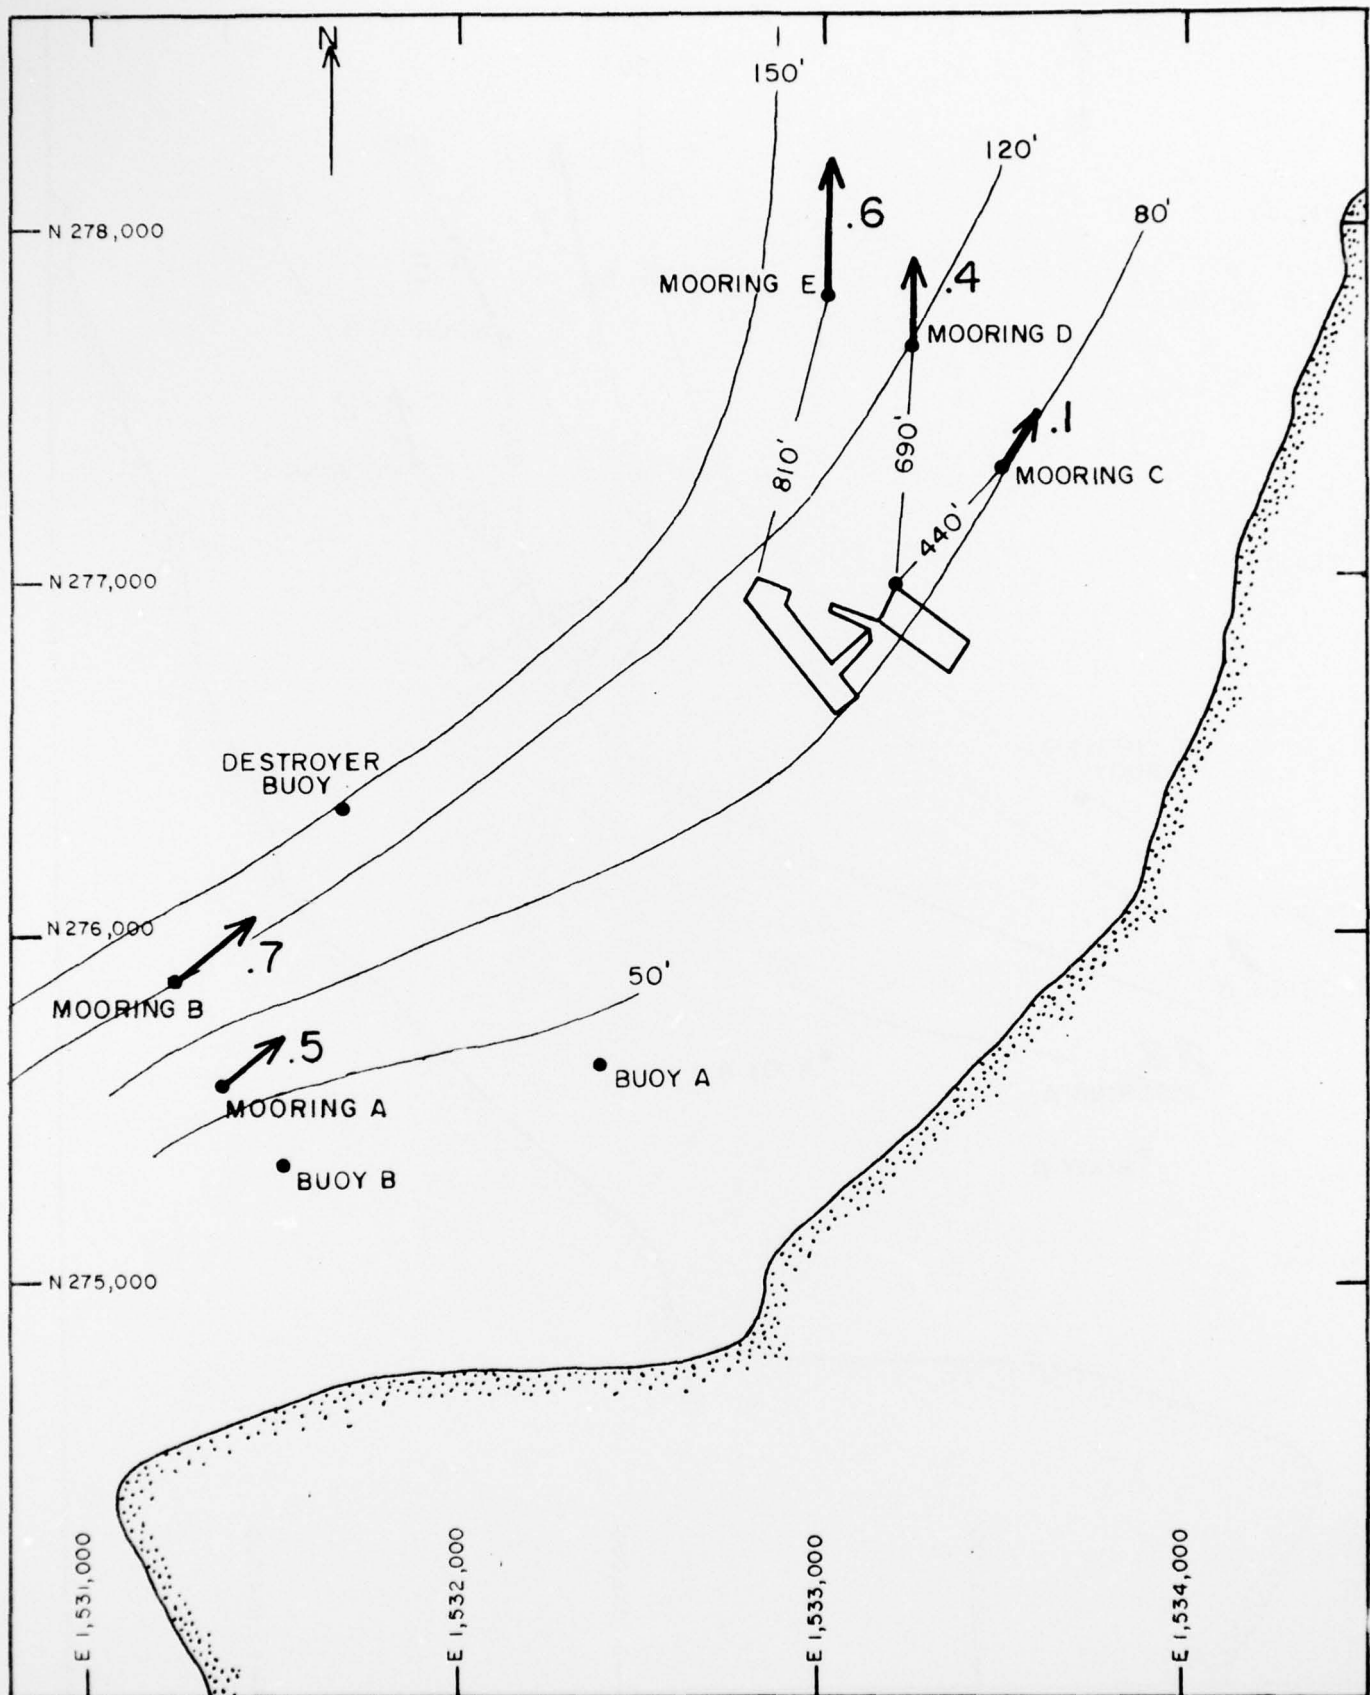 N
150'
120'
80'
.6
N 278,000
MOORING E
.4
MOORING D
.1
MOORING C
810'
690'
440'
N 277,000
DESTROYER
BUOY
N 276,000
.7
MOORING B
50'
.5
BUOY A
MOORING A
BUOY B
N 275,000
E 1,531,000
E 1,532,000
E 1,533,000
E 1,534,000